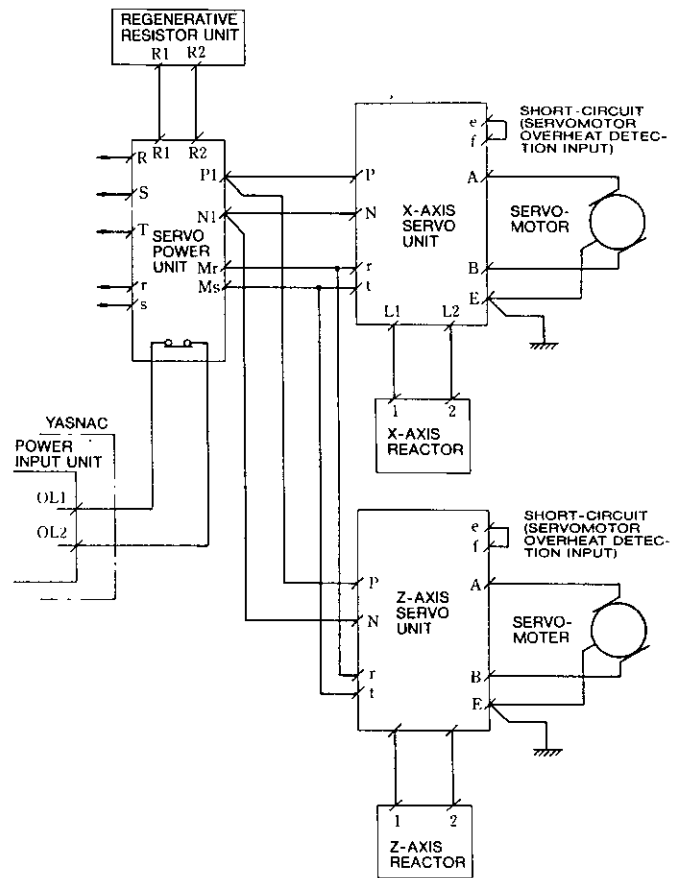 REGENERATIVE
RESISTOR UNIT
R1 R2
R1 R2
R
S
T
r
s
P1
N1
SERVO
POWER
UNIT
Mr
Ms
YASNAC
POWER
INPUT UNIT
OL1
OL2
P
N
r
t
X-AXIS
SERVO
UNIT
e
f
A
B
E
L1 L2
SHORT-CIRCUIT
(SERVOMOTOR
OVERHEAT DETEC-
TION INPUT)
SERVO-
MOTOR
1 2
X-AXIS
REACTOR
P
N
r
t
Z-AXIS
SERVO
UNIT
e
f
A
B
E
SHORT-CIRCUIT
(SERVOMOTOR
OVERHEAT DETEC-
TION INPUT)
SERVO-
MOTER
1 2
Z-AXIS
REACTOR